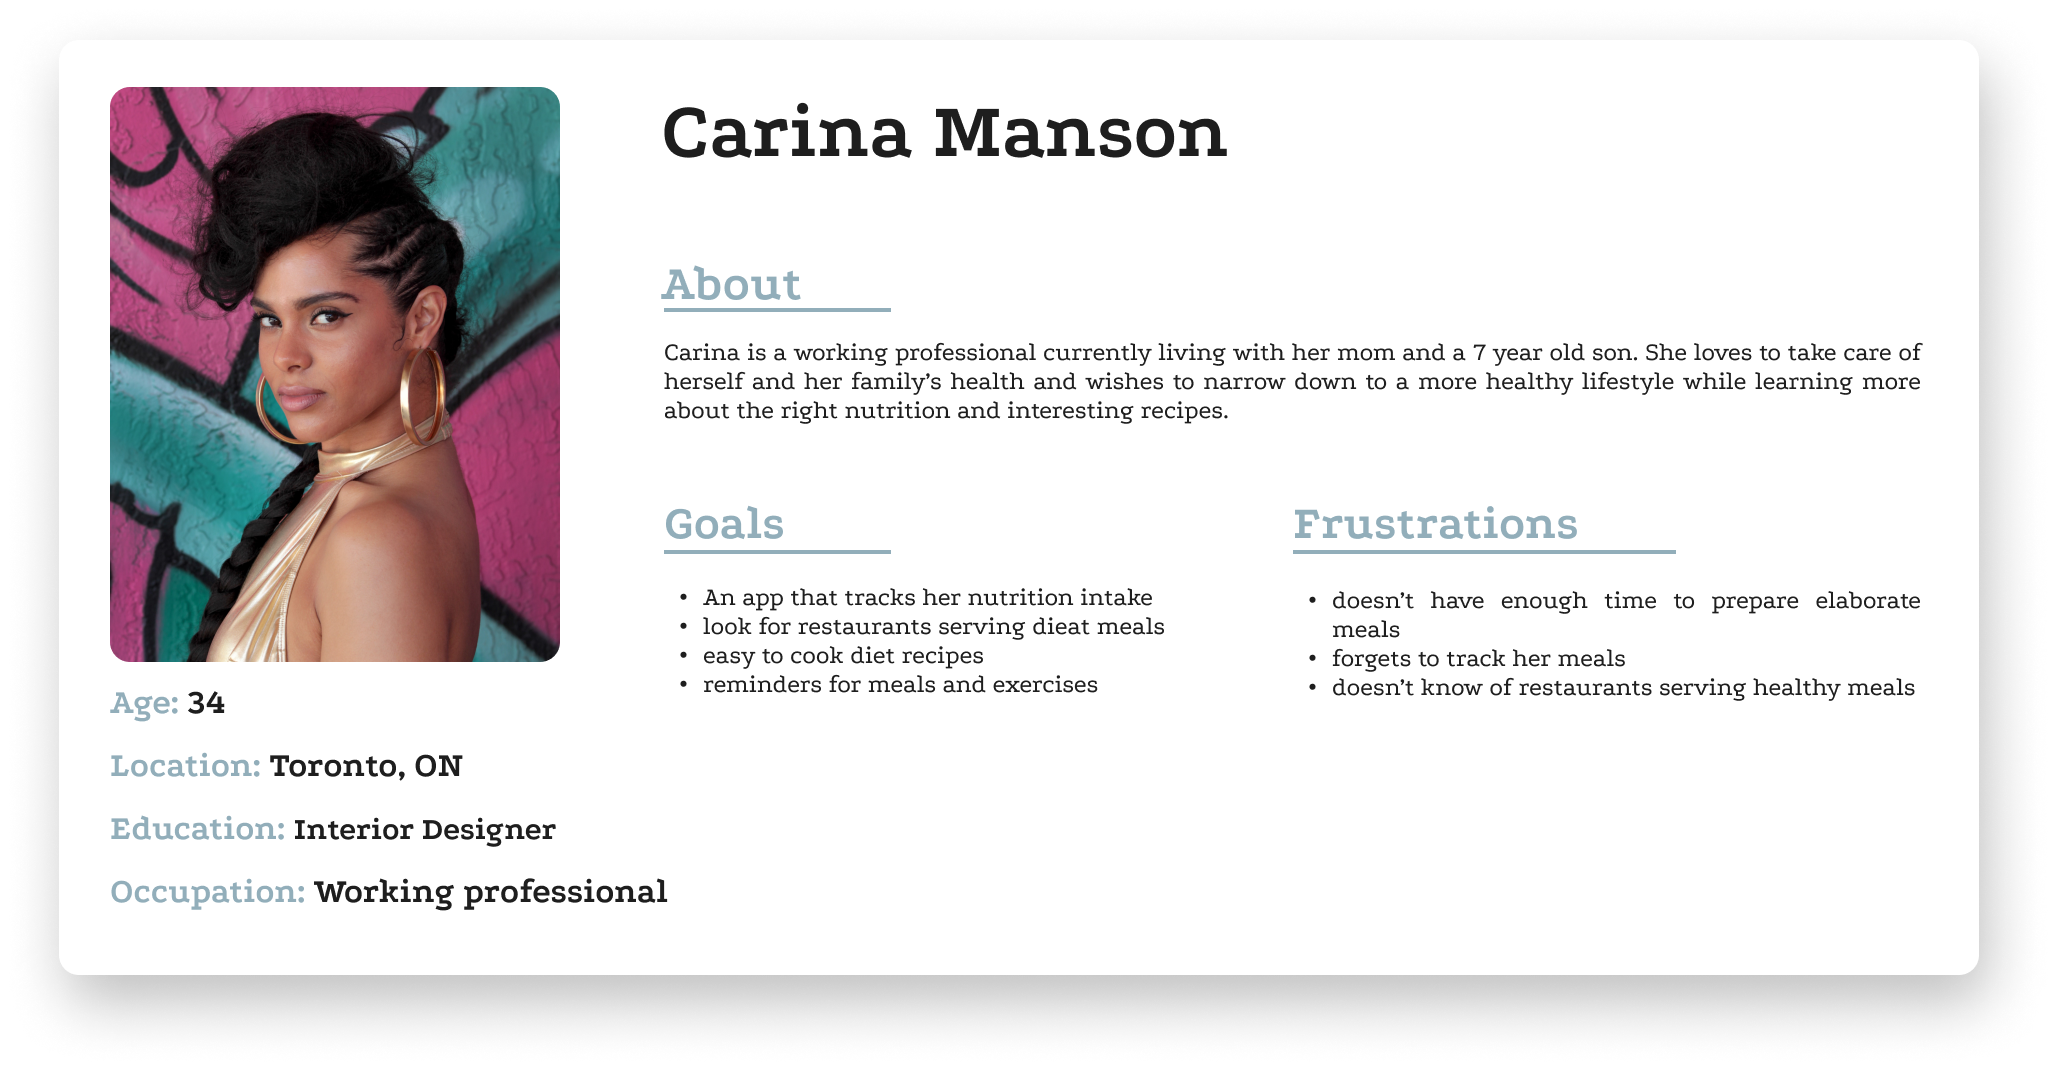 Carina Manson
About
Carina is a working professional currently living with her mom and a 7 year old son. She loves to take care of
herself and her family's health and wishes to narrow down to a more healthy lifestyle while learning more
about the right nutrition and interesting recipes.
Goals
• An app that tracks her nutrition intake
• look for restaurants serving dieat meals
• easy to cook diet recipes
• reminders for meals and exercises
Frustrations
• doesn't have enough time to prepare elaborate
meals
• forgets to track her meals
• doesn't know of restaurants serving healthy meals
Age: 34
Location: Toronto, ON
Education: Interior Designer
Occupation: Working professional